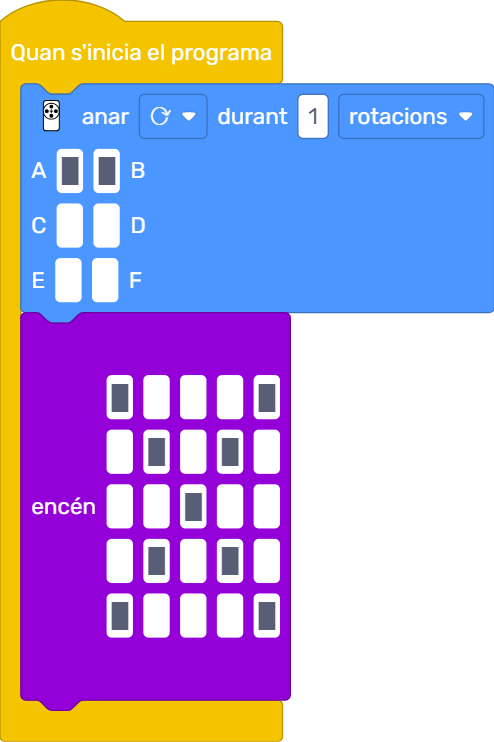 Quan s'inicia el programa
anar durant 1 rotacions
A B
C D
E F
encén